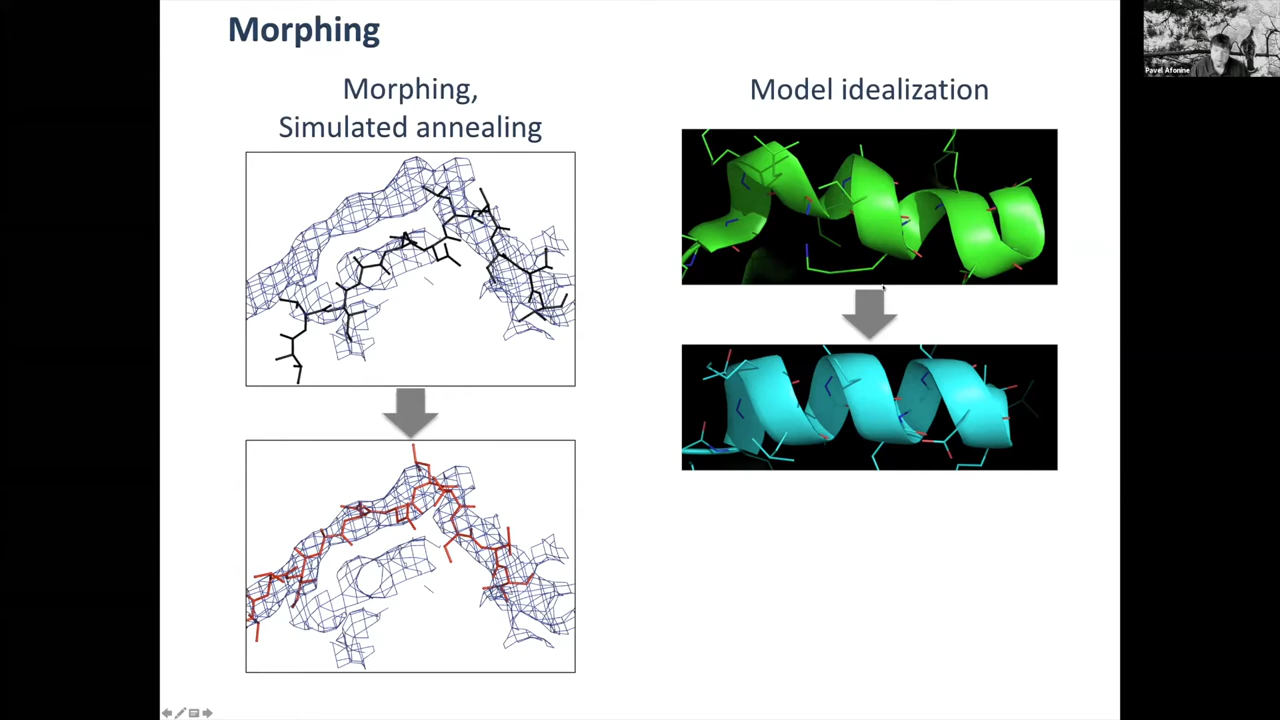 Morphing
Morphing,
Simulated annealing
Model idealization
Pavel Afonine